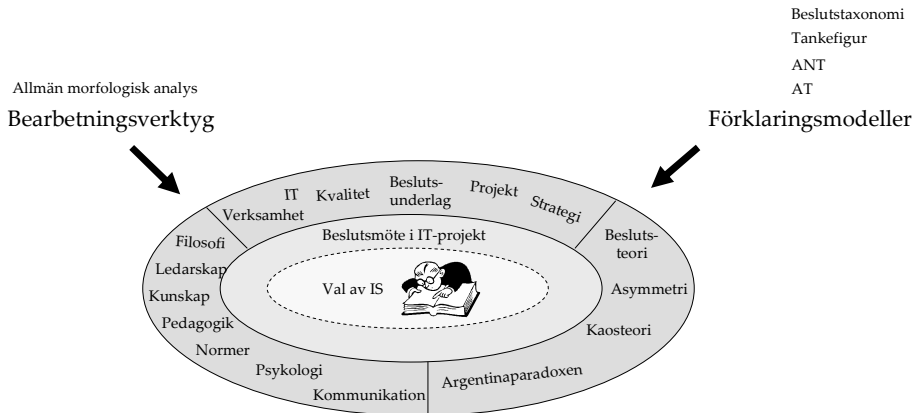 Beslutstaxonomi
Tankefigur
ANT
AT
Allmän morfologisk analys
Bearbetningsverktyg
Förklaringsmodeller
IT
Verksamhet
Kvalitet
Besluts-
underlag
Projekt
Strategi
Filosofi
Ledarskap
Kunskap
Pedagogik
Normer
Psykologi
Kommunikation
Besluts-
teori
Asymmetri
Kaosteori
Argentinaparadoxen
Beslutsmöte i IT-projekt
Val av IS